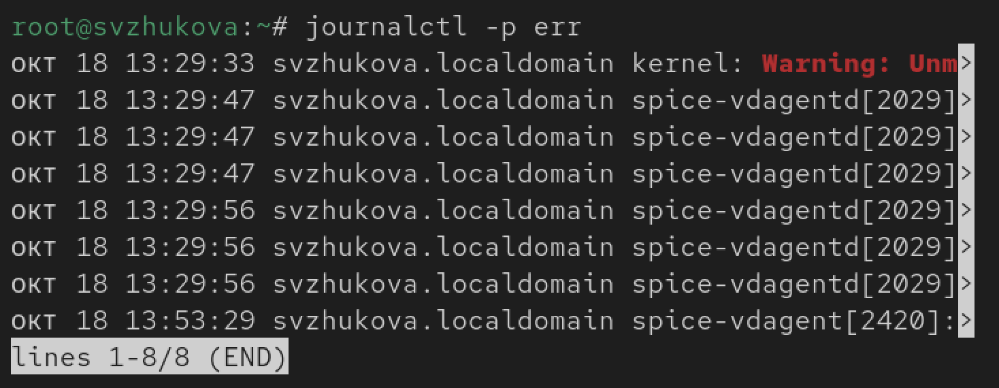 root@svzhukova:~# journalctl -p err
окт 18 13:29:33 svzhukova.localdomain kernel: Warning: Unm>
окт 18 13:29:47 svzhukova.localdomain spice-vdagentd[2029]>
окт 18 13:29:47 svzhukova.localdomain spice-vdagentd[2029]>
окт 18 13:29:47 svzhukova.localdomain spice-vdagentd[2029]>
окт 18 13:29:56 svzhukova.localdomain spice-vdagentd[2029]>
окт 18 13:29:56 svzhukova.localdomain spice-vdagentd[2029]>
окт 18 13:29:56 svzhukova.localdomain spice-vdagentd[2029]>
окт 18 13:53:29 svzhukova.localdomain spice-vdagent[2420]:>
lines 1-8/8 (END)